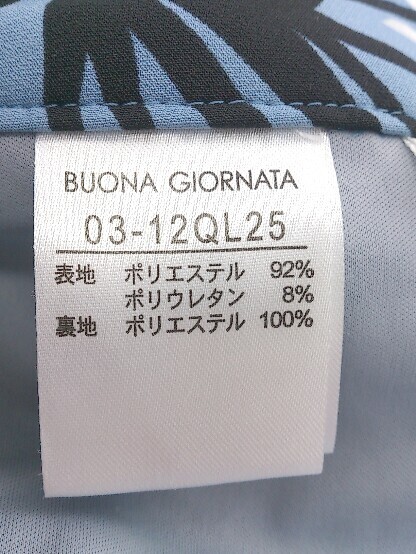 BUONA GIORNATA
03-12QL25
表地 ポリエステル 92%
ポリウレタン 8%
裏地 ポリエステル 100%